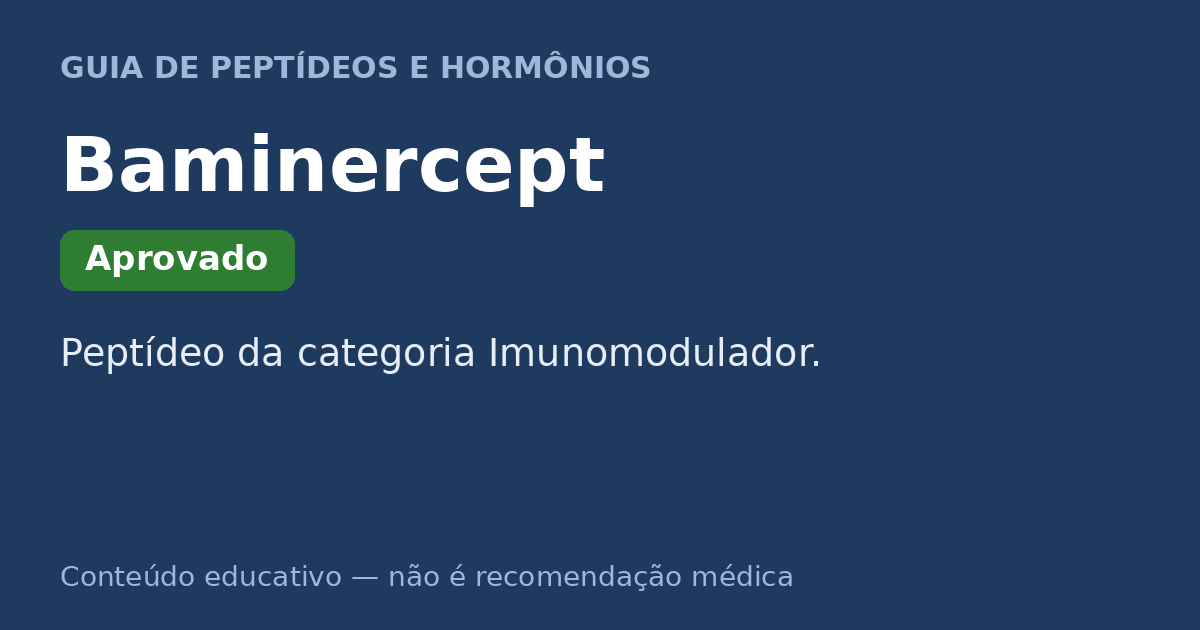 GUIA DE PEPTÍDEOS E HORMÔNIOS
Baminercept
Aprovado
Peptídeo da categoria Imunomodulador.
Conteúdo educativo — não é recomendação médica